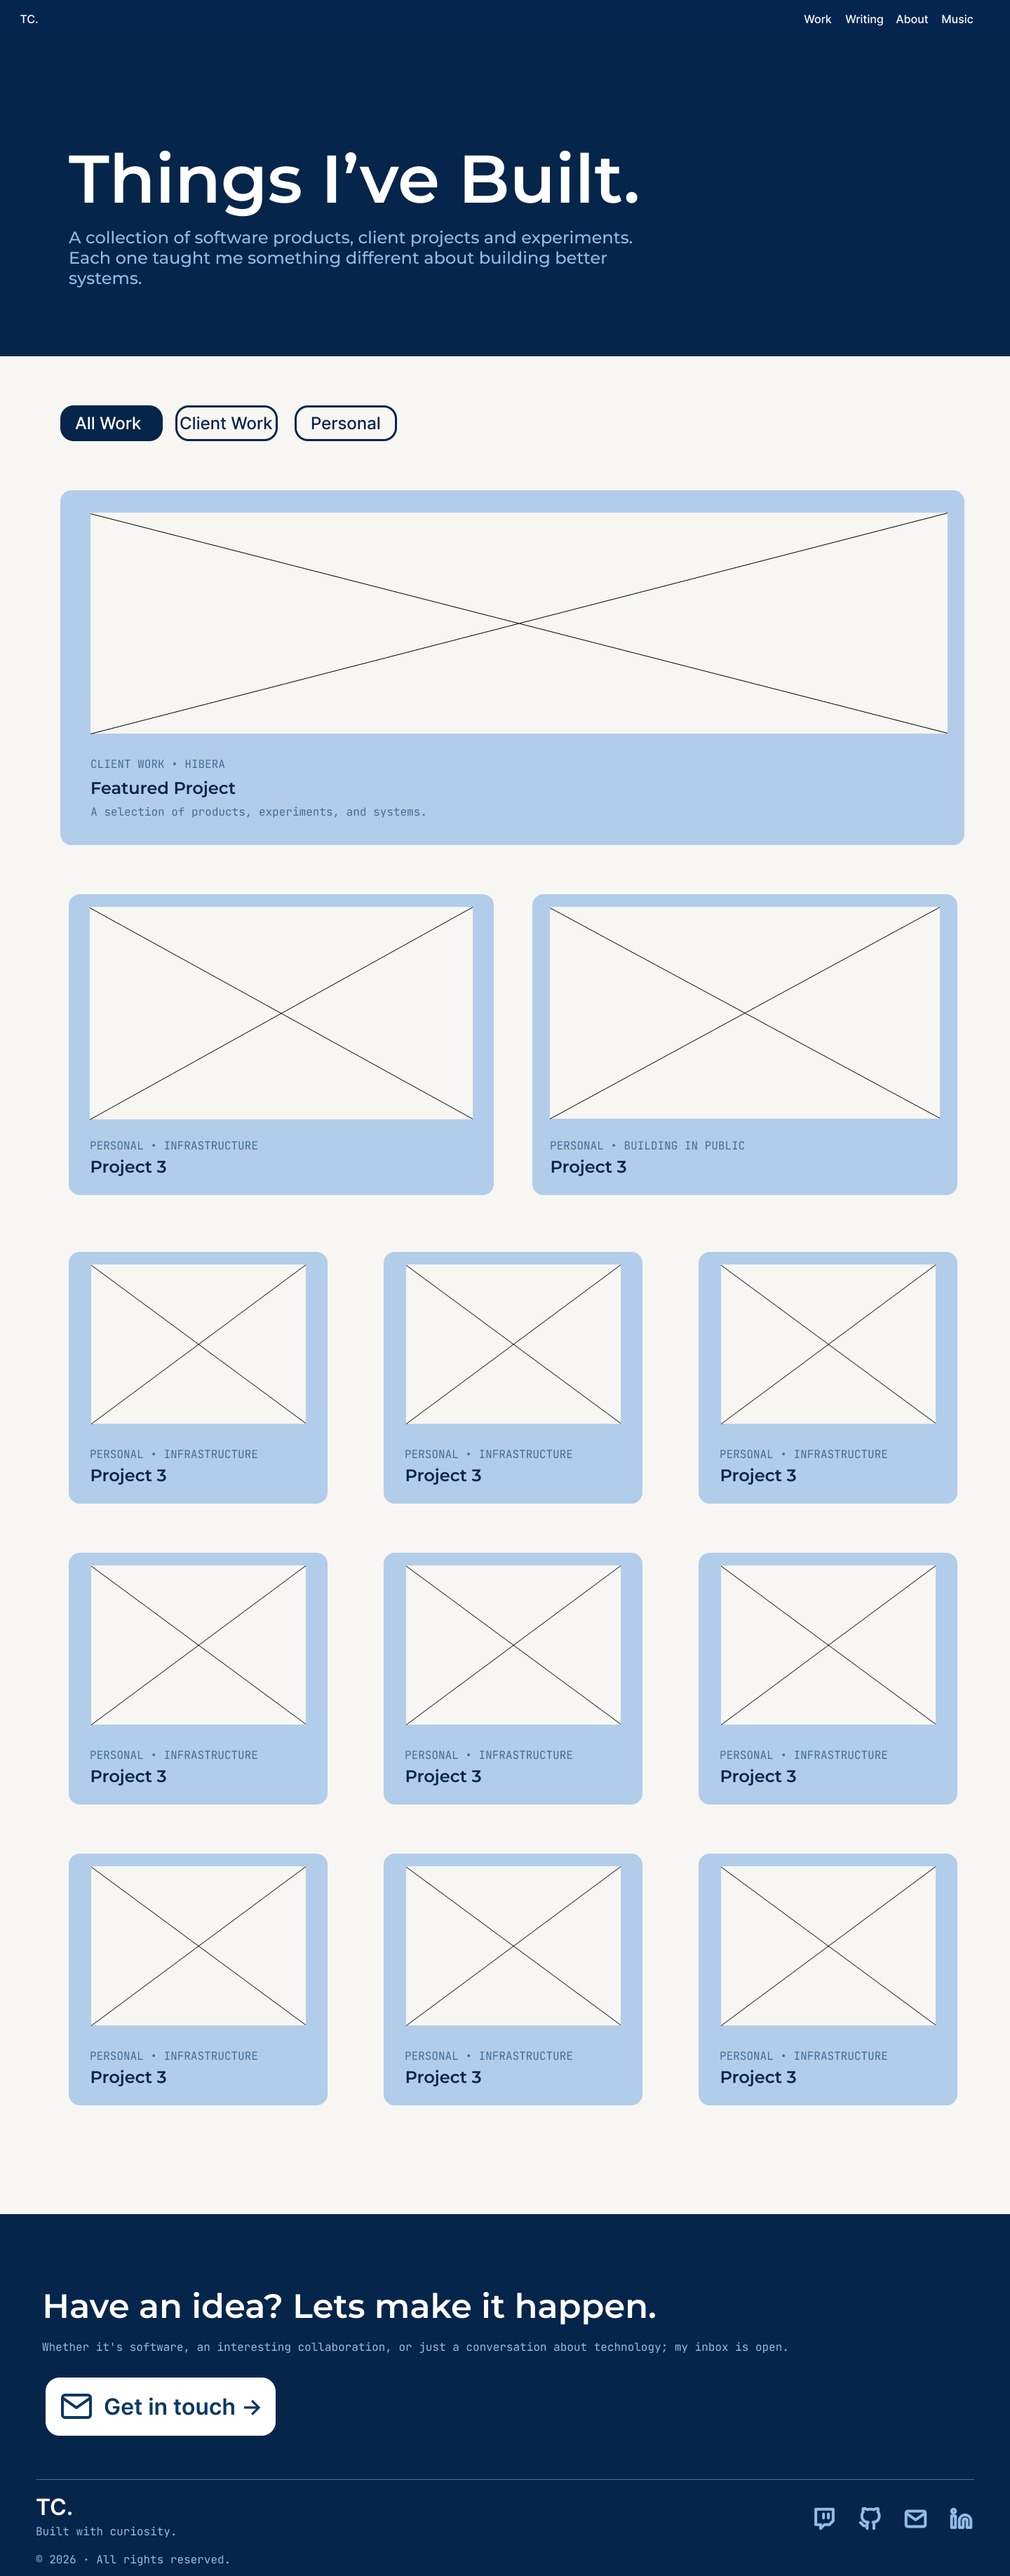 TC.
Work Writing About Music
Things I’ve Built.
A collection of software products, client projects and experiments.
Each one taught me something different about building better
systems.
All Work
Client Work
Personal
CLIENT WORK • HIBERA
Featured Project
A selection of products, experiments, and systems.
PERSONAL • INFRASTRUCTURE
Project 3
PERSONAL • BUILDING IN PUBLIC
Project 3
PERSONAL • INFRASTRUCTURE
Project 3
PERSONAL • INFRASTRUCTURE
Project 3
PERSONAL • INFRASTRUCTURE
Project 3
PERSONAL • INFRASTRUCTURE
Project 3
PERSONAL • INFRASTRUCTURE
Project 3
PERSONAL • INFRASTRUCTURE
Project 3
PERSONAL • INFRASTRUCTURE
Project 3
PERSONAL • INFRASTRUCTURE
Project 3
PERSONAL • INFRASTRUCTURE
Project 3
Have an idea? Lets make it happen.
Whether it's software, an interesting collaboration, or just a conversation about technology; my inbox is open.
Get in touch →
TC.
Built with curiosity.
© 2026 · All rights reserved.